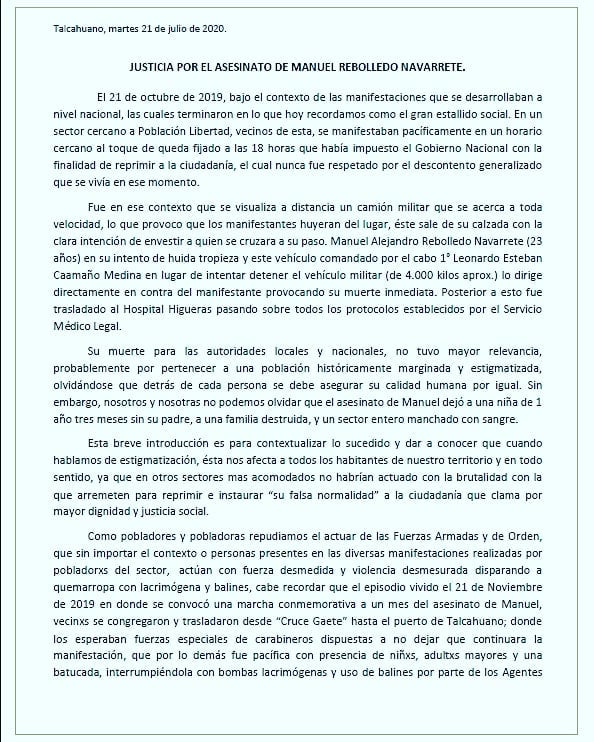 Talcahuano, martes 21 de julio de 2020.
JUSTICIA POR EL ASESINATO DE MANUEL REBOLLEDO NAVARRETE.
El 21 de octubre de 2019, bajo el contexto de las manifestaciones que se desarrollaban a
nivel nacional, las cuales terminaron en lo que hoy recordamos como el gran estallido social. En un
sector cercano a Población Libertad, vecinos de esta, se manifestaban pacíficamente en un horario
cercano al toque de queda fijado a las 18 horas que había impuesto el Gobierno Nacional con la
finalidad de reprimir a la ciudadanía, el cual nunca fue respetado por el descontento generalizado
que se vivía en ese momento.
Fue en ese contexto que se visualiza a distancia un camión militar que se acerca a toda
velocidad, lo que provoco que los manifestantes huyeran del lugar, éste sale de su calzada con la
clara intención de envestir a quien se cruzara a su paso. Manuel Alejandro Rebolledo Navarrete (23
años) en su intento de huida tropieza y este vehículo comandado por el cabo 1° Leonardo Esteban
Caamaño Medina en lugar de intentar detener el vehículo militar (de 4.000 kilos aprox.) lo dirige
directamente en contra del manifestante provocando su muerte inmediata. Posterior a esto fue
trasladado al Hospital Higueras pasando sobre todos los protocolos establecidos por el Servicio
Médico Legal.
Su muerte para las autoridades locales y nacionales, no tuvo mayor relevancia,
probablemente por pertenecer a una población históricamente marginada y estigmatizada,
olvidándose que detrás de cada persona se debe asegurar su calidad humana por igual. Sin
embargo, nosotros y nosotras no podemos olvidar que el asesinato de Manuel dejó a una niña de 1
año tres meses sin su padre, a una familia destruida, y un sector entero manchado con sangre.
Esta breve introducción es para contextualizar lo sucedido y dar a conocer que cuando
hablamos de estigmatización, ésta nos afecta a todos los habitantes de nuestro territorio y en todo
sentido, ya que en otros sectores mas acomodados no habrían actuado con la brutalidad con la
que arremeten para reprimir e instaurar “su falsa normalidad” a la ciudadanía que clama por
mayor dignidad y justicia social.
Como pobladores y pobladoras repudiamos el actuar de las Fuerzas Armadas y de Orden,
que sin importar el contexto o personas presentes en las diversas manifestaciones realizadas por
pobladorxs del sector, actúan con fuerza desmedida y violencia desmesurada disparando a
quemarropa con lacrimógena y balines, cabe recordar que el episodio vivido el 21 de Noviembre
de 2019 en donde se convocó una marcha conmemorativa a un mes del asesinato de Manuel,
vecinxs se congregaron y trasladaron desde “Cruce Gaete” hasta el puerto de Talcahuano; donde
los esperaban fuerzas especiales de carabineros dispuestas a no dejar que continuara la
manifestación, que por lo demás fue pacífica con presencia de niñxs, adultxs mayores y una
batucada, interrumpiéndola con bombas lacrimógenas y uso de balines por parte de los Agentes